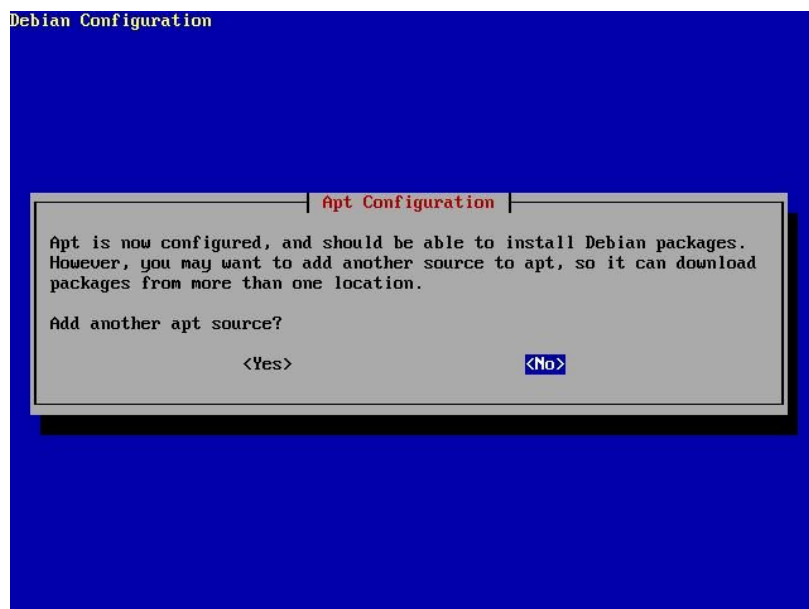 Debian Configuration
Apt Configuration
Apt is now configured, and should be able to install Debian packages.
However, you may want to add another source to apt, so it can download
packages from more than one location.
Add another apt source?
<Yes> <No>